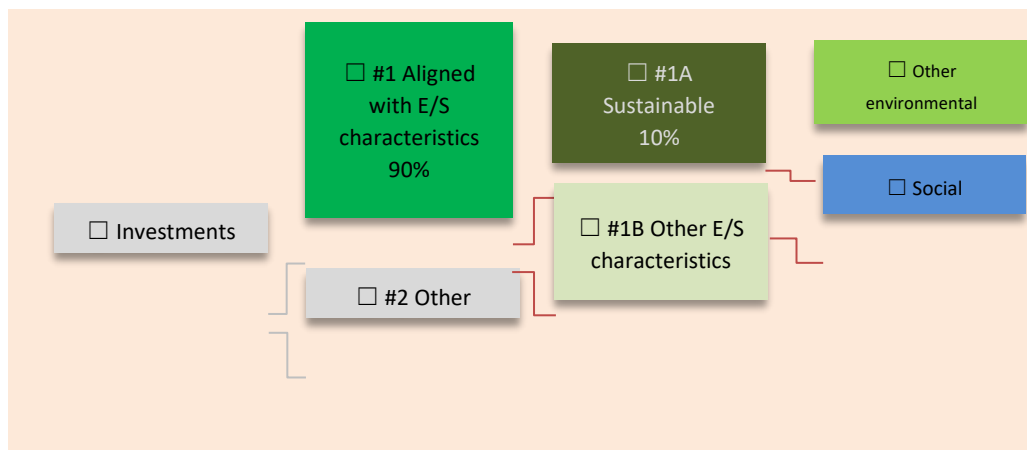 ☐ #1 Aligned
with E/S
characteristics
90%
☐ #1A
Sustainable
10%
☐ Other
environmental
☐ Social
☐ Investments
☐ #1B Other E/S
characteristics
☐ #2 Other